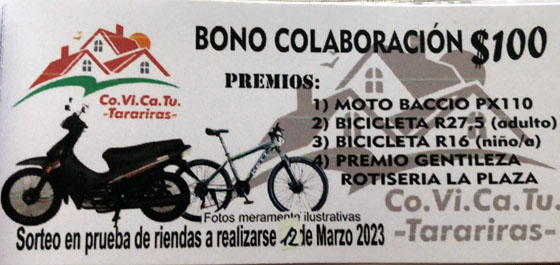 BONO COLABORACIÓN $100
Co.Vi.Ca.Tu.
-Tarariras-
PREMIOS:
1) MOTO BACCIO PX110
2) BICICLETA R27,5 (adulto)
3) BICICLETA R16 (niño/a)
4) PREMIO GENTILEZA
ROTISERIA LA PLAZA
Co.Vi.Ca.Tu.
-Tarariras-
Fotos meramente ilustrativas
Sorteo en prueba de riendas a realizarse 12 de Marzo 2023